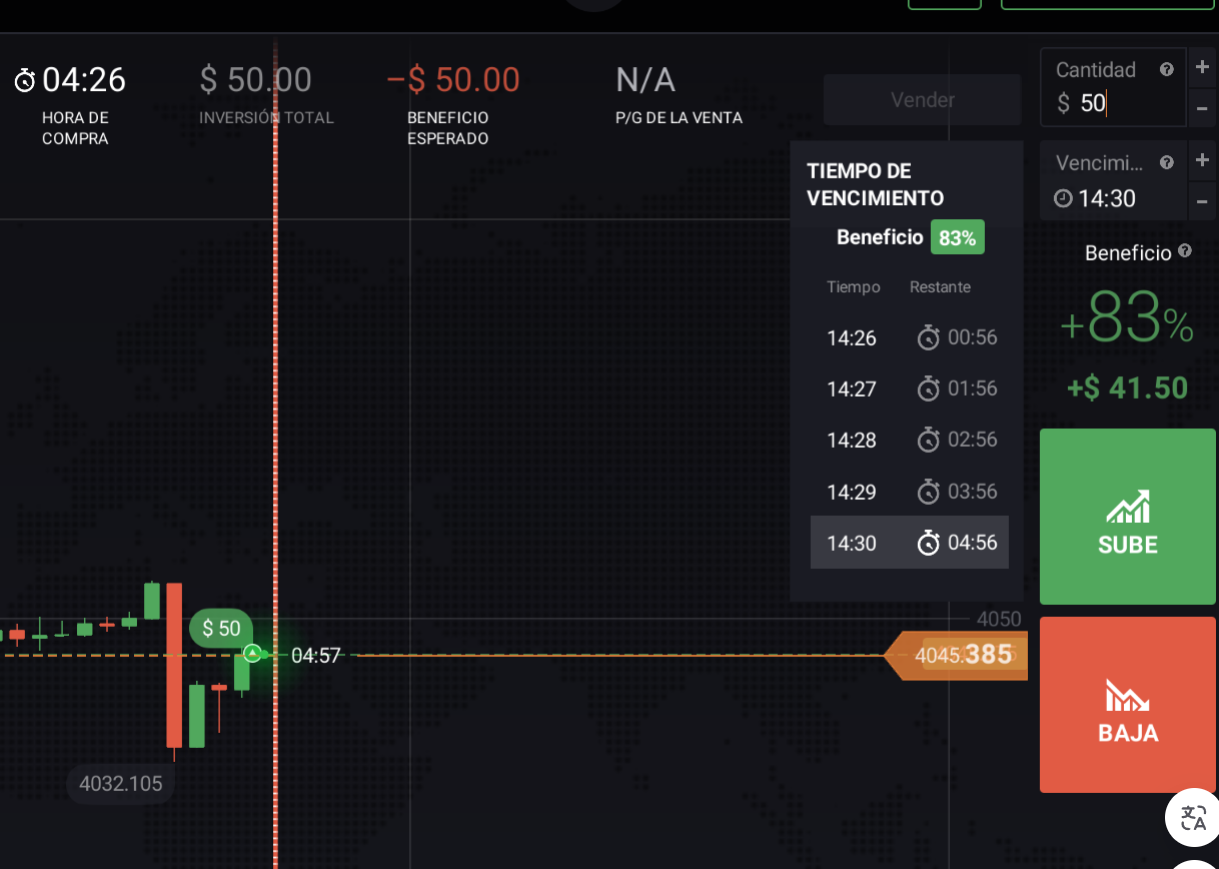 04:26
HORA DE
COMPRA
$ 50.00
INVERSIÓN TOTAL
−$ 50.00
BENEFICIO
ESPERADO
N/A
P/G DE LA VENTA
Vender
Cantidad
$ 50
+
−
Vencimi...
14:30
+
−
TIEMPO DE
VENCIMIENTO
Beneficio 83%
Tiempo Restante
14:26 00:56
14:27 01:56
14:28 02:56
14:29 03:56
14:30 04:56
Beneficio
+83%
+$ 41.50
SUBE
BAJA
$ 50
04:57
4050
4045.385
4032.105